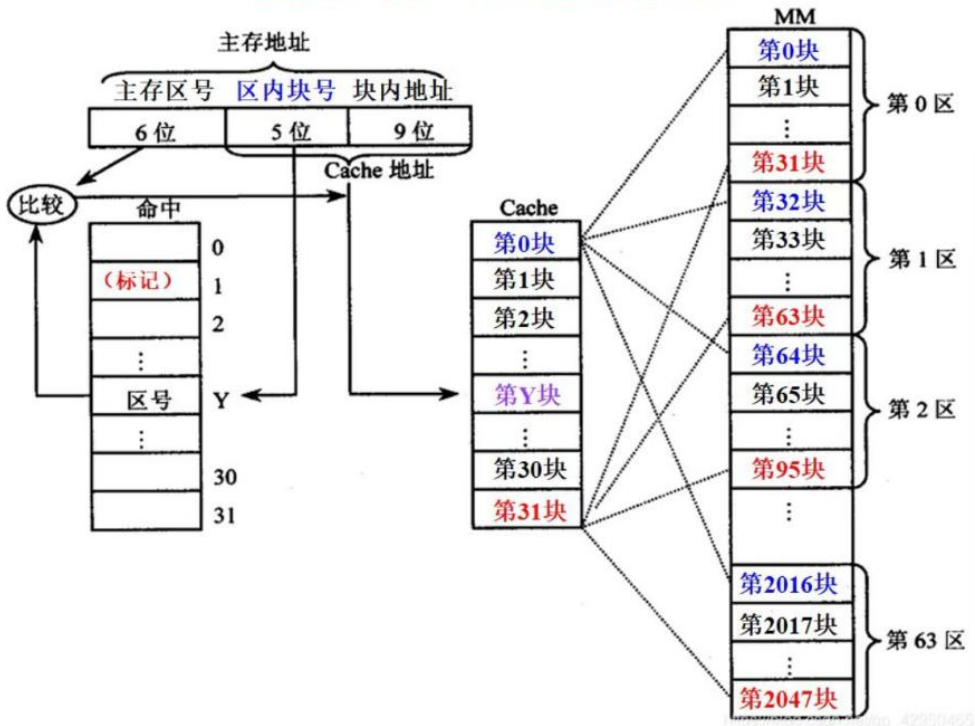 主存地址
主存区号 区内块号 块内地址
6 位 5 位 9 位
Cache 地址
比较
命中
0
（标记） 1
2
⋮
区号 Y
⋮
30
31
Cache
第0块
第1块
第2块
⋮
第Y块
⋮
第30块
第31块
MM
第0块
第1块
⋮
第31块
第 0 区
第32块
第33块
⋮
第63块
第 1 区
第64块
第65块
⋮
第95块
第 2 区
⋮
第2016块
第2017块
⋮
第2047块
第 63 区